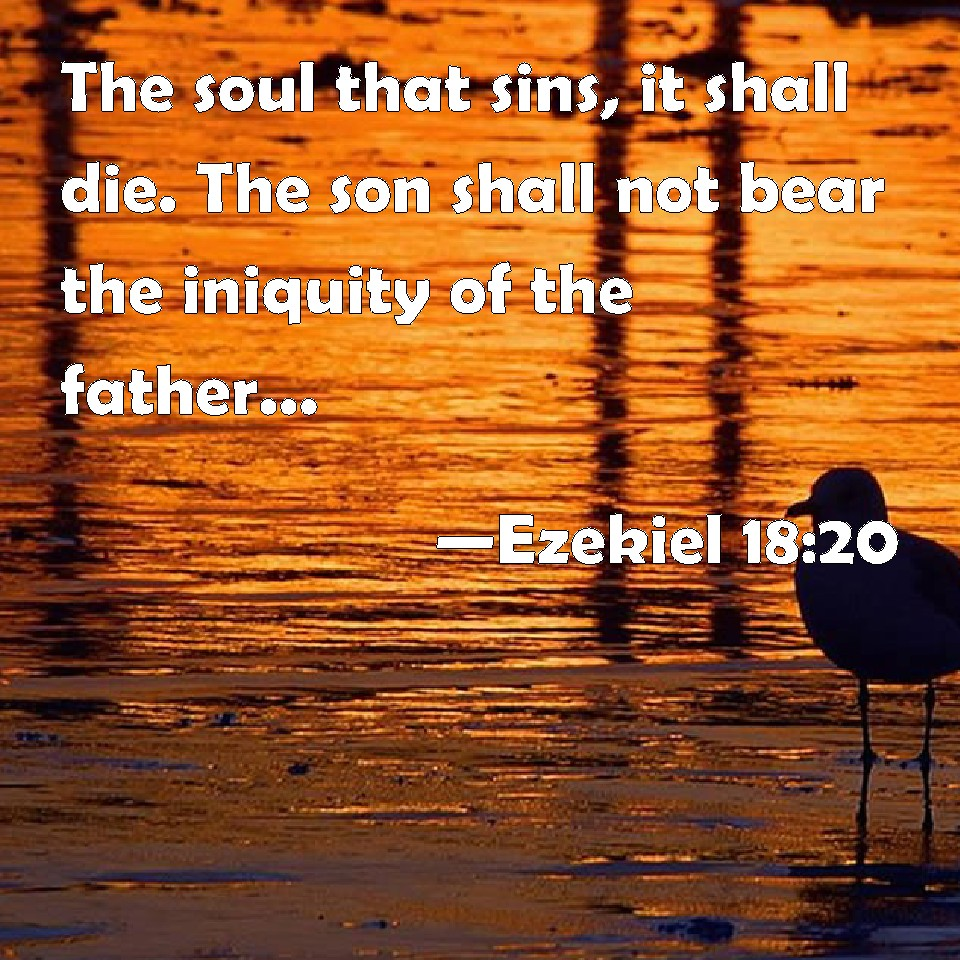 The soul that sins, it shall
die. The son shall not bear
the iniquity of the
father...
—Ezekiel 18:20